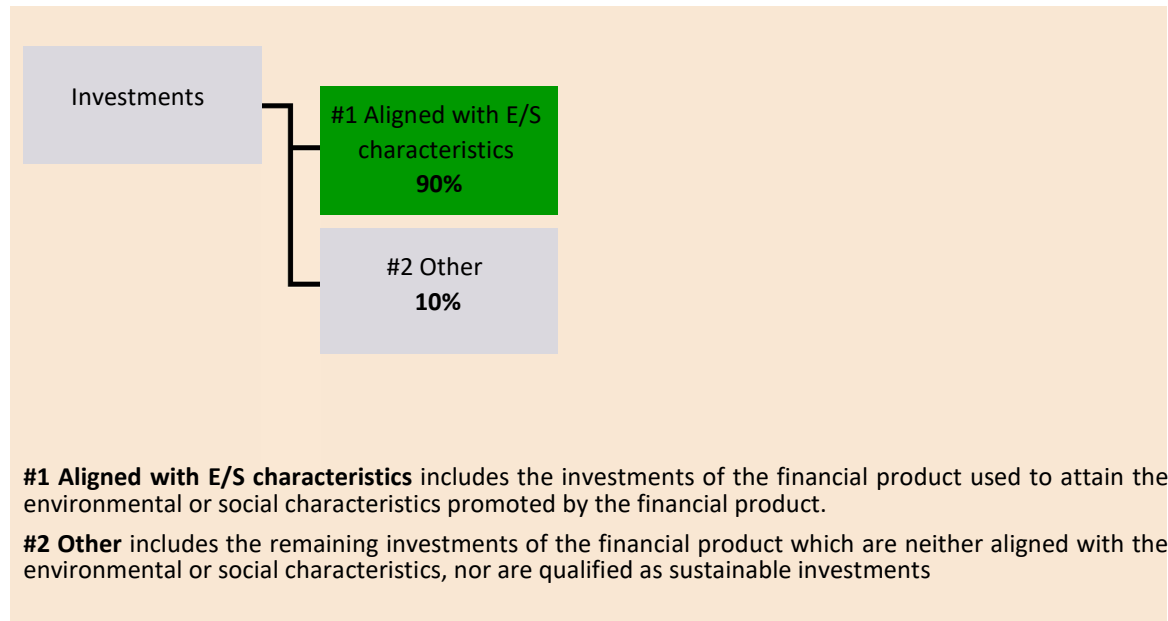 Investments
#1 Aligned with E/S
characteristics
90%
#2 Other
10%
#1 Aligned with E/S characteristics includes the investments of the financial product used to attain the
environmental or social characteristics promoted by the financial product.
#2 Other includes the remaining investments of the financial product which are neither aligned with the
environmental or social characteristics, nor are qualified as sustainable investments